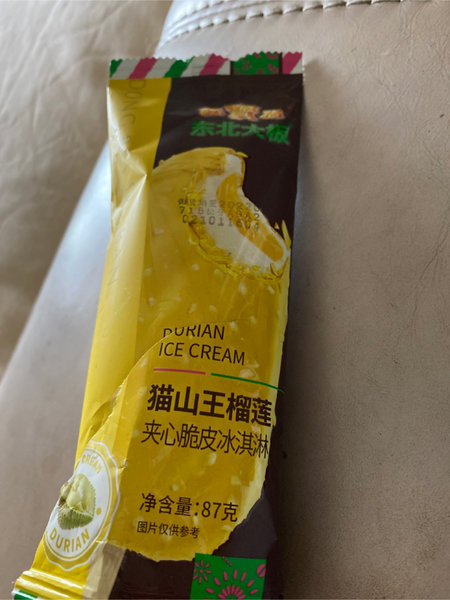 东北大板
DURIAN
ICE CREAM
猫山王榴莲
夹心脆皮冰淇淋
净含量:87克
图片仅供参考
DURIAN